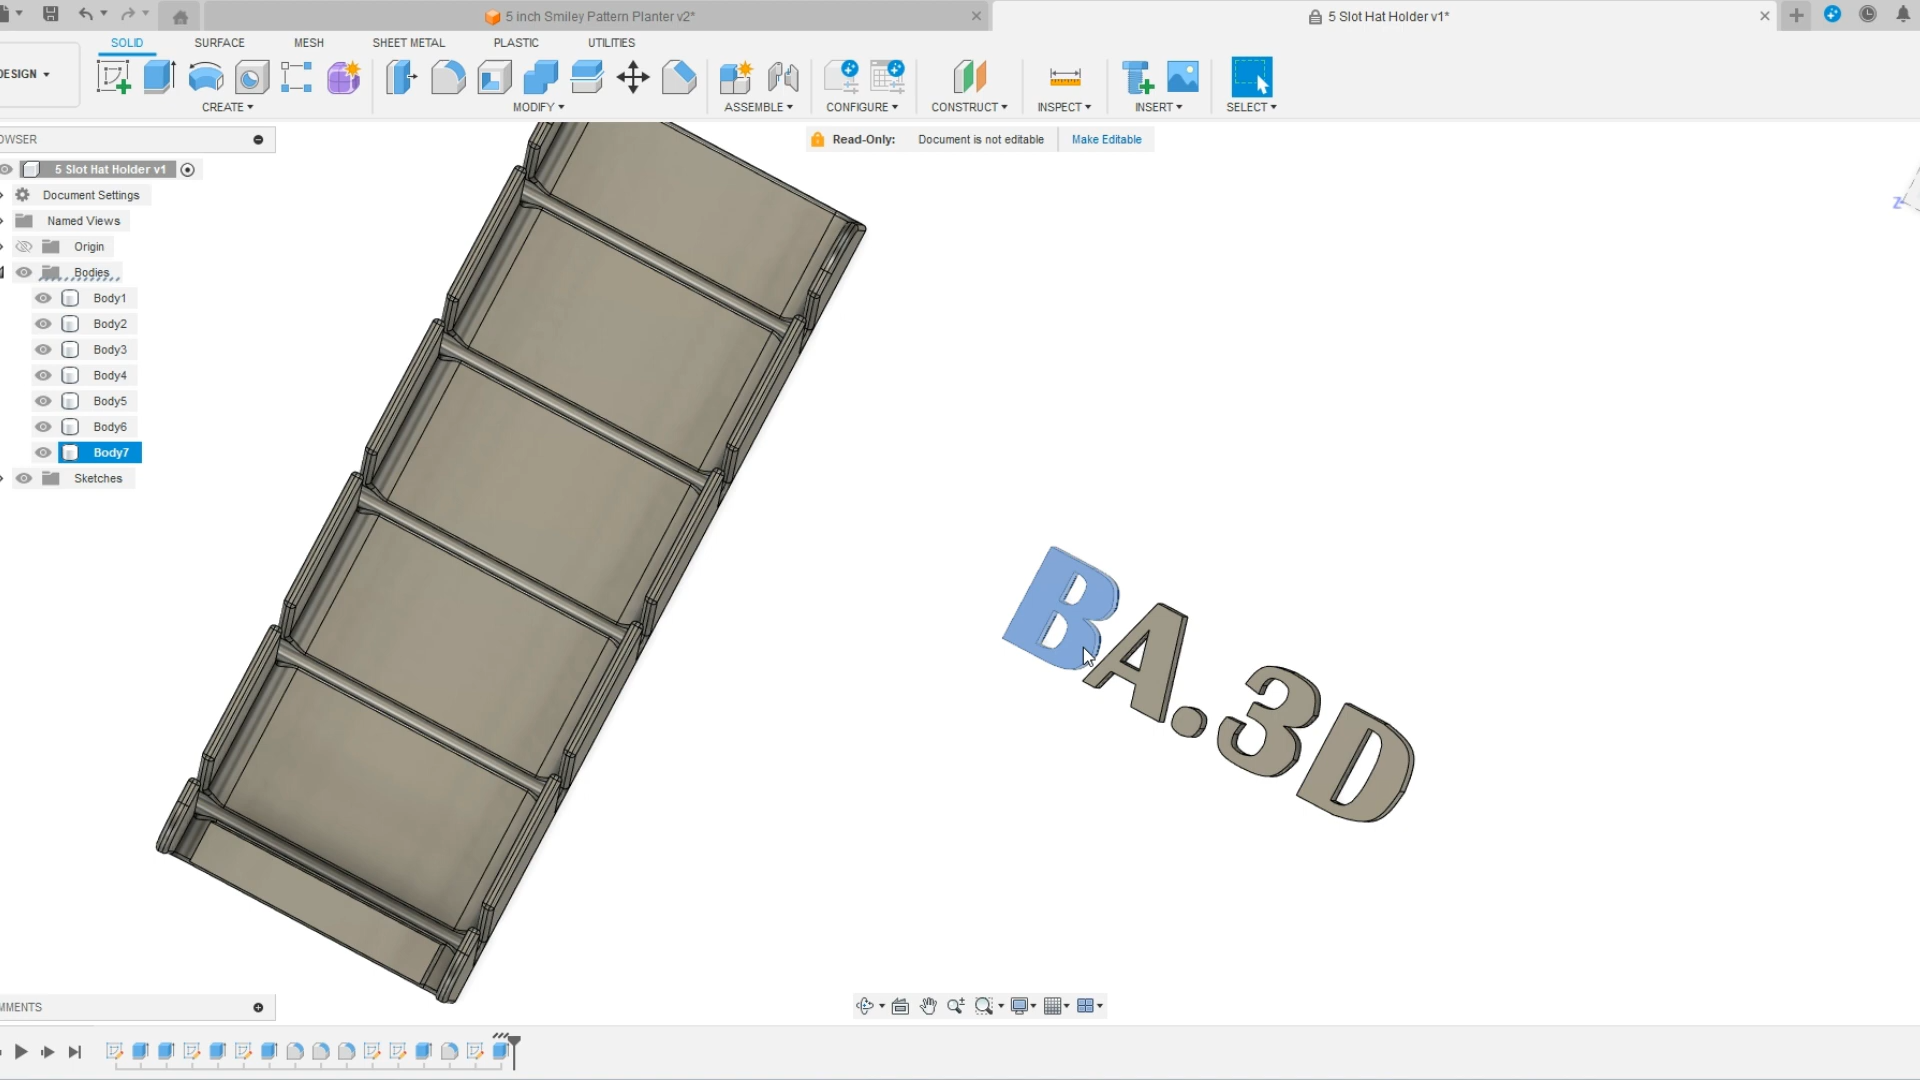 5 inch Smiley Pattern Planter v2*
5 Slot Hat Holder v1*
DESIGN
SOLID
SURFACE
MESH
SHEET METAL
PLASTIC
UTILITIES
CREATE
MODIFY
ASSEMBLE
CONFIGURE
CONSTRUCT
INSPECT
INSERT
SELECT
OWSER
Read-Only: Document is not editable Make Editable
5 Slot Hat Holder v1
Document Settings
Named Views
Origin
Bodies
Body1
Body2
Body3
Body4
Body5
Body6
Body7
Sketches
Z
BA.3D
MMENTS